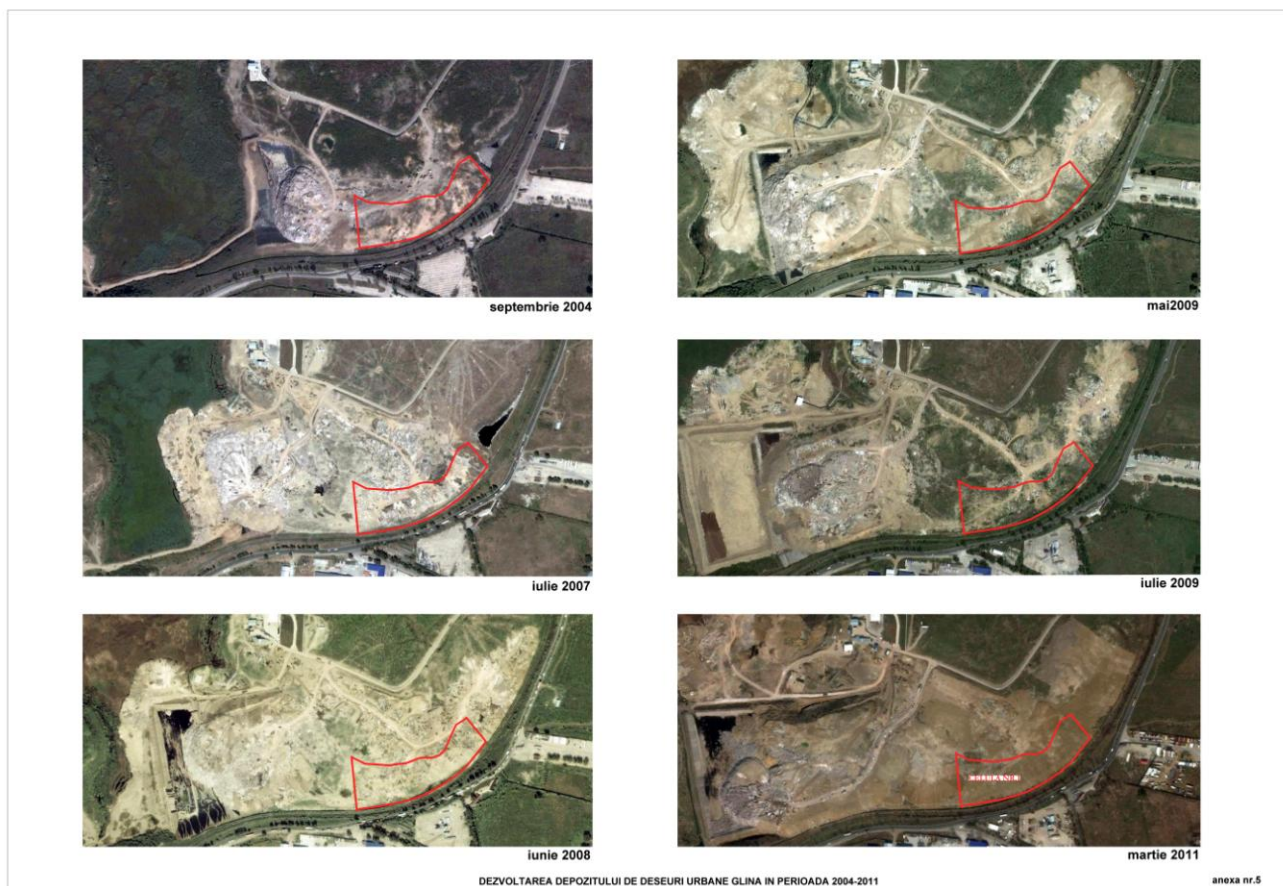 septembrie 2004
mai2009
iulie 2007
iulie 2009
iunie 2008
martie 2011
DEZVOLTAREA DEPOZITULUI DE DESEURI URBANE GLINA IN PERIOADA 2004-2011
anexa nr.5